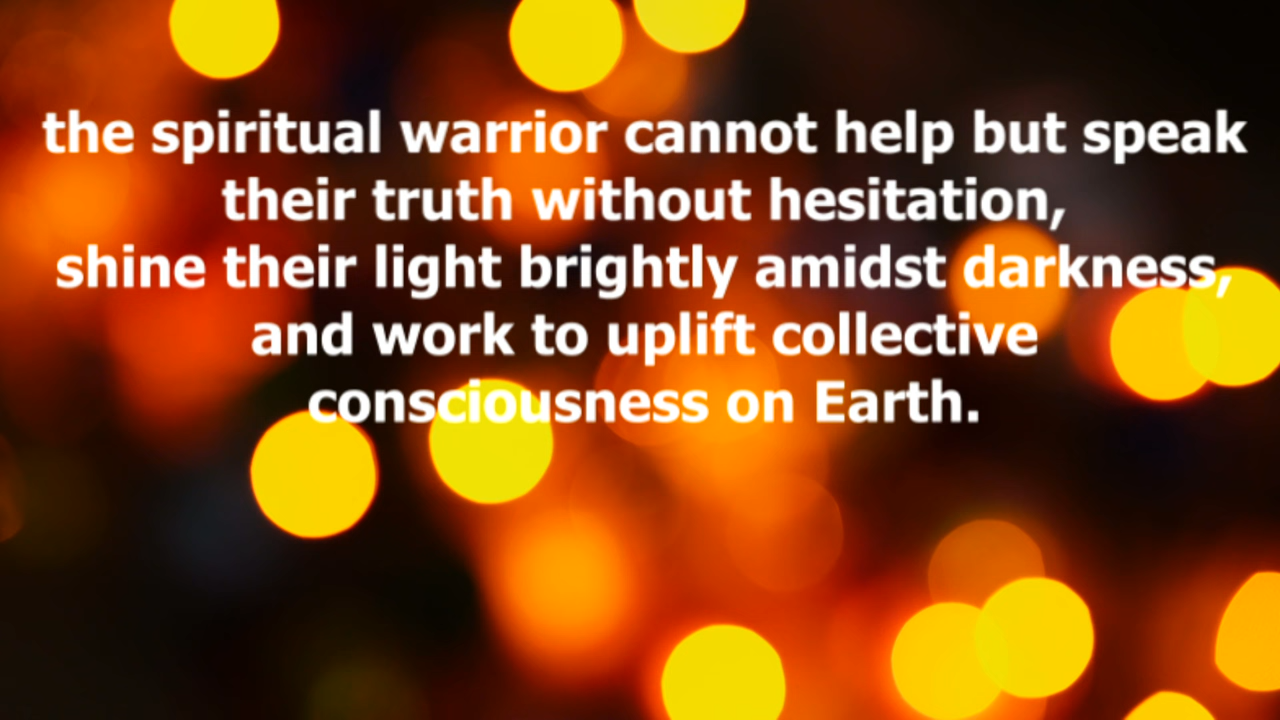 the spiritual warrior cannot help but speak
their truth without hesitation,
shine their light brightly amidst darkness,
and work to uplift collective
consciousness on Earth.